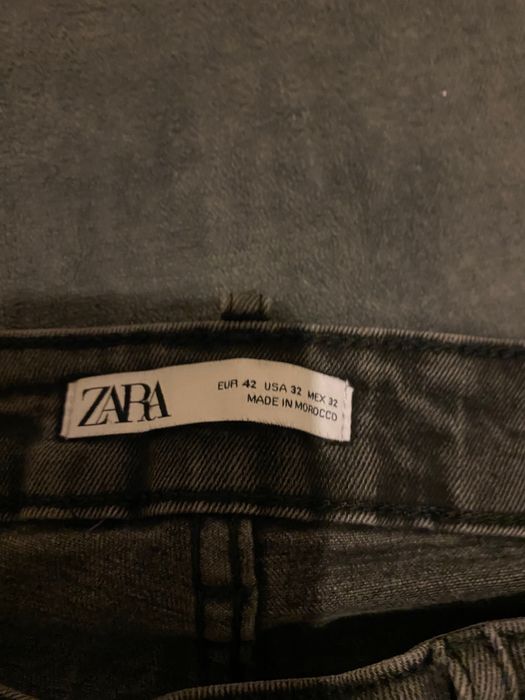 ZARA
EUR 42 USA 32 MEX 32
MADE IN MOROCCO